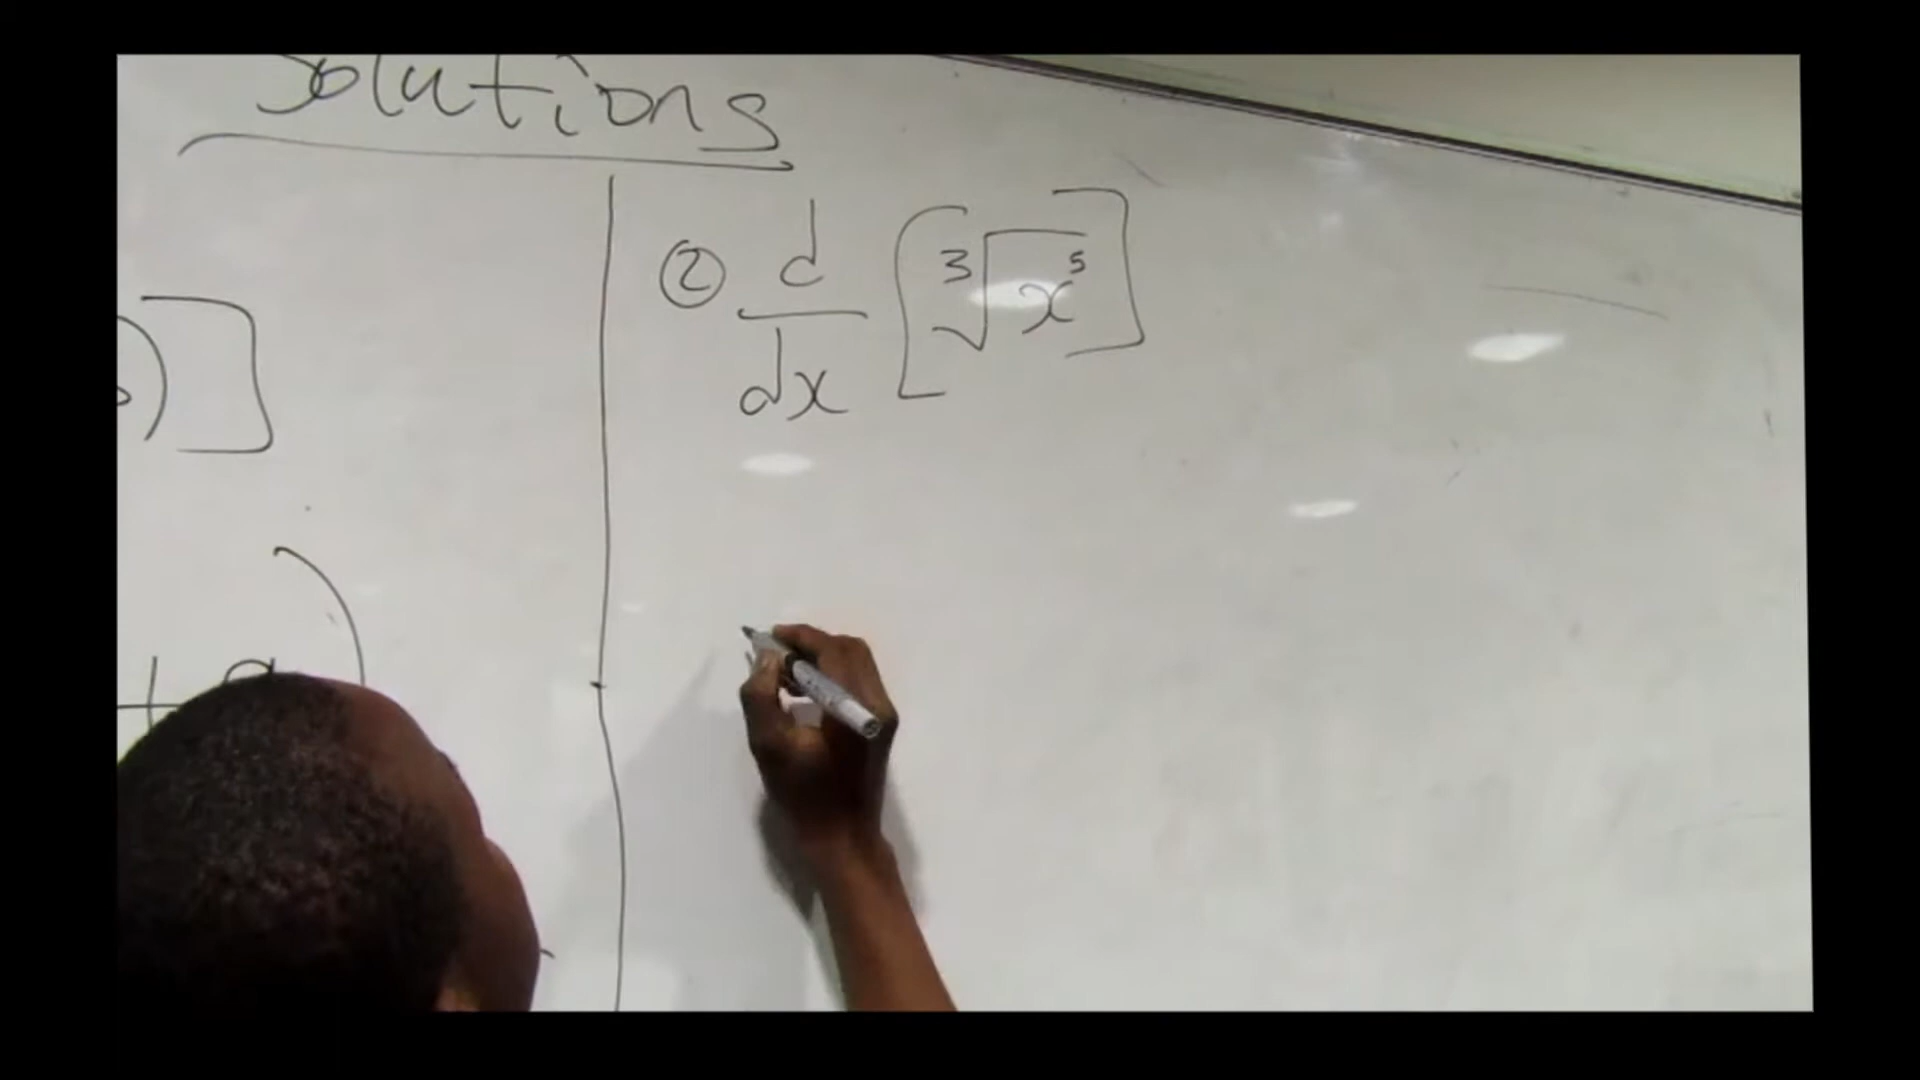 Solutions
② d/dx [∛x⁵]
)]
+ )